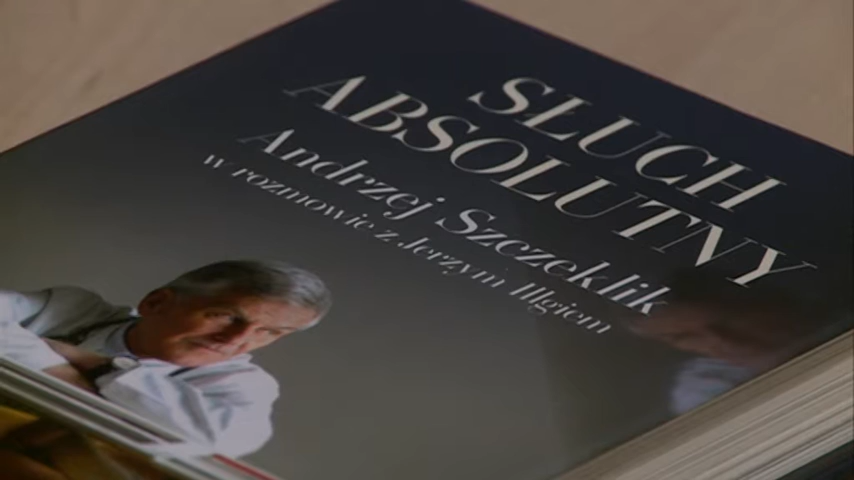 SŁUCH
ABSOLUTNY
Andrzej Szczeklik
w rozmowie z Jerzym Illgiem